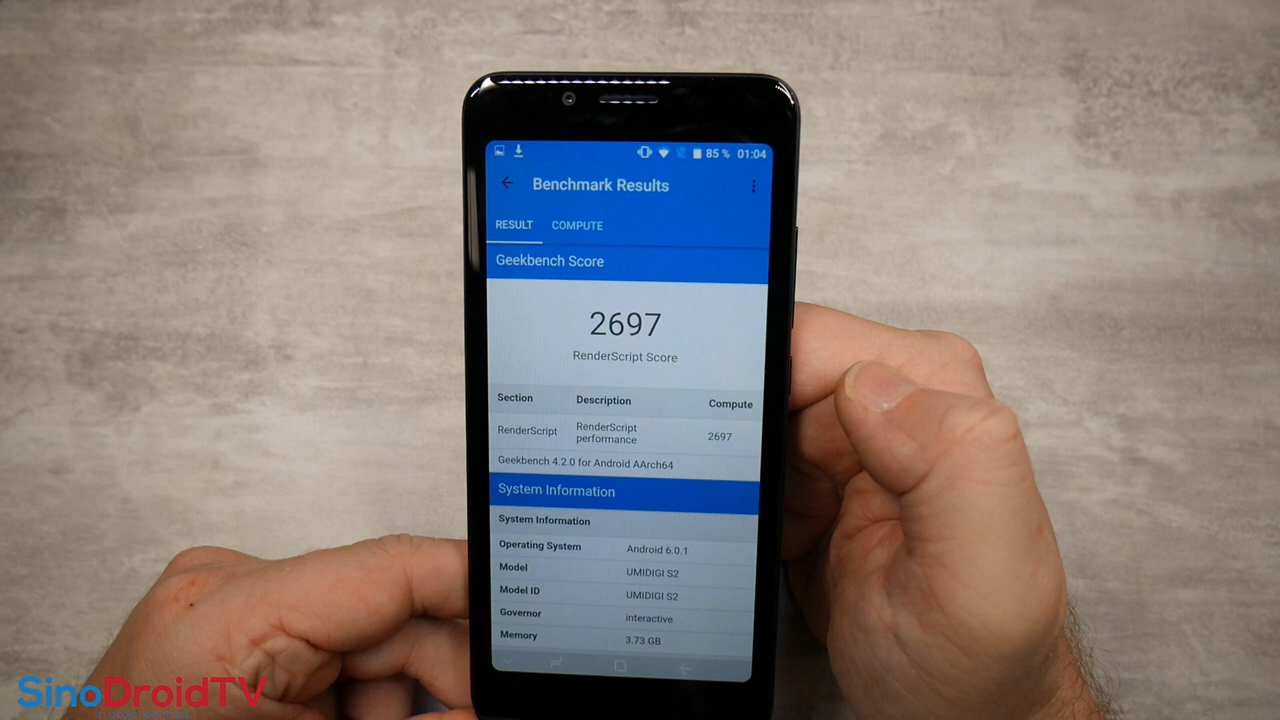 85 % 01:04
Benchmark Results
RESULT COMPUTE
Geekbench Score
2697
RenderScript Score
Section Description Compute
RenderScript RenderScript performance 2697
Geekbench 4.2.0 for Android AArch64
System Information
System Information
Operating System Android 6.0.1
Model UMIDIGI S2
Model ID UMIDIGI S2
Governor interactive
Memory 3.73 GB
SinoDroidTV